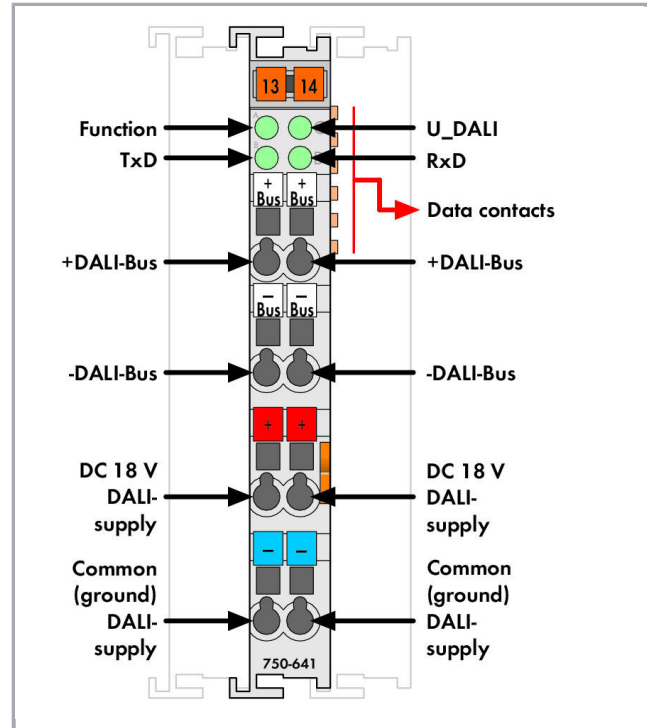 13 14
A C
Function
U_DALI
B D
TxD
RxD
+ +
Bus Bus
Data contacts
+DALI-Bus
+DALI-Bus
− −
Bus Bus
-DALI-Bus
-DALI-Bus
+ +
DC 18 V
DALI-
supply
DC 18 V
DALI-
supply
− −
Common
(ground)
DALI-
supply
Common
(ground)
DALI-
supply
750-641